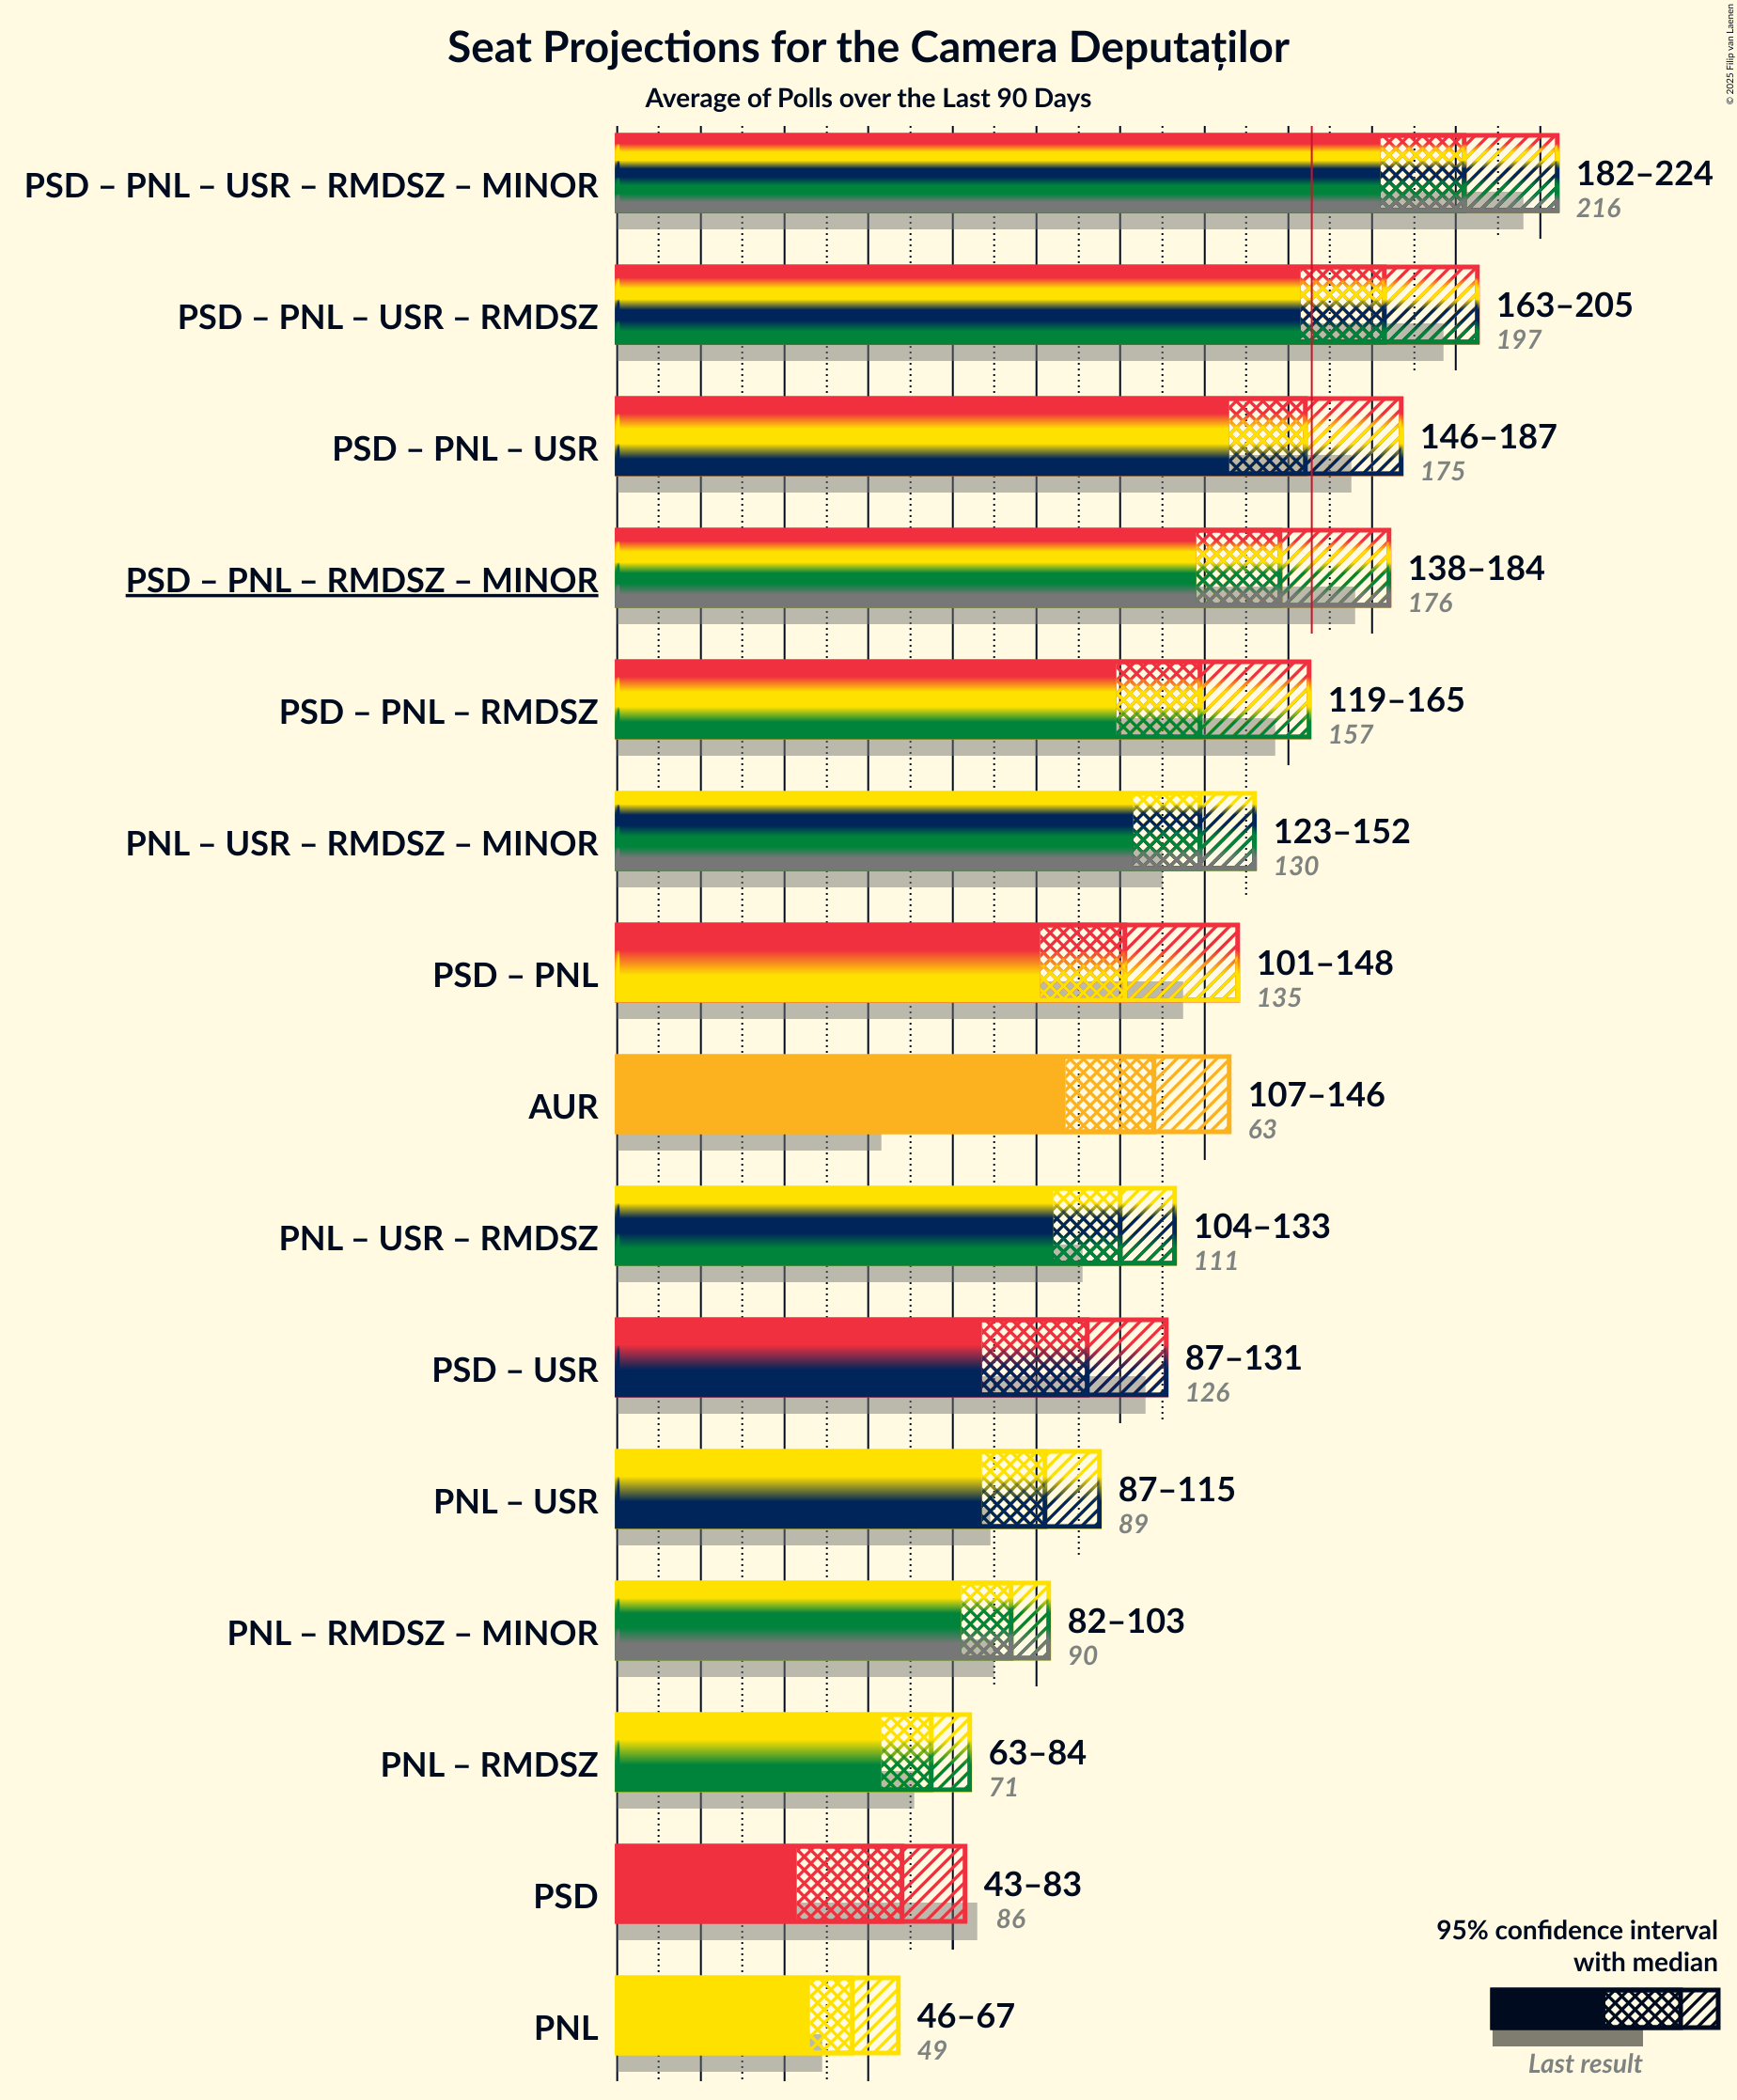 Seat Projections for the Camera Deputaților
Average of Polls over the Last 90 Days
© 2025 Filip van Laenen
PSD – PNL – USR – RMDSZ – MINOR
182–224
216
PSD – PNL – USR – RMDSZ
163–205
197
PSD – PNL – USR
146–187
175
PSD – PNL – RMDSZ – MINOR
138–184
176
PSD – PNL – RMDSZ
119–165
157
PNL – USR – RMDSZ – MINOR
123–152
130
PSD – PNL
101–148
135
AUR
107–146
63
PNL – USR – RMDSZ
104–133
111
PSD – USR
87–131
126
PNL – USR
87–115
89
PNL – RMDSZ – MINOR
82–103
90
PNL – RMDSZ
63–84
71
PSD
43–83
86
PNL
46–67
49
95% confidence interval
with median
Last result